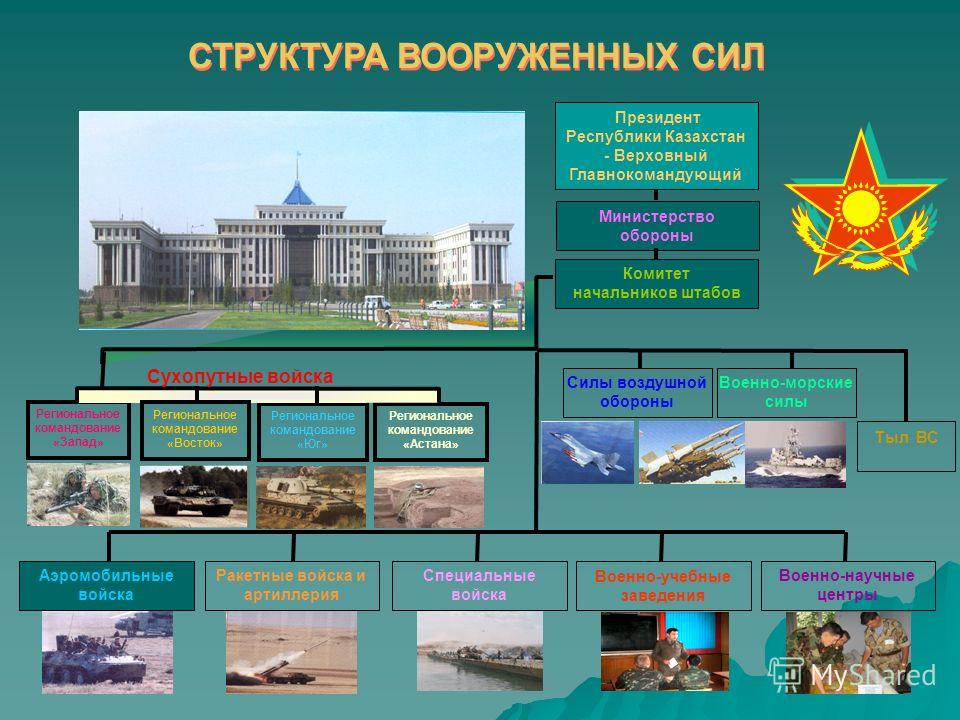 СТРУКТУРА ВООРУЖЕННЫХ СИЛ
Президент
Республики Казахстан
- Верховный
Главнокомандующий
Министерство
обороны
Комитет
начальников штабов
Сухопутные войска
Региональное
командование
«Запад»
Региональное
командование
«Восток»
Региональное
командование
«Юг»
Региональное
командование
«Астана»
Силы воздушной
обороны
Военно-морские
силы
Тыл ВС
Аэромобильные
войска
Ракетные войска и
артиллерия
Специальные
войска
Военно-учебные
заведения
Военно-научные
центры
MyShared